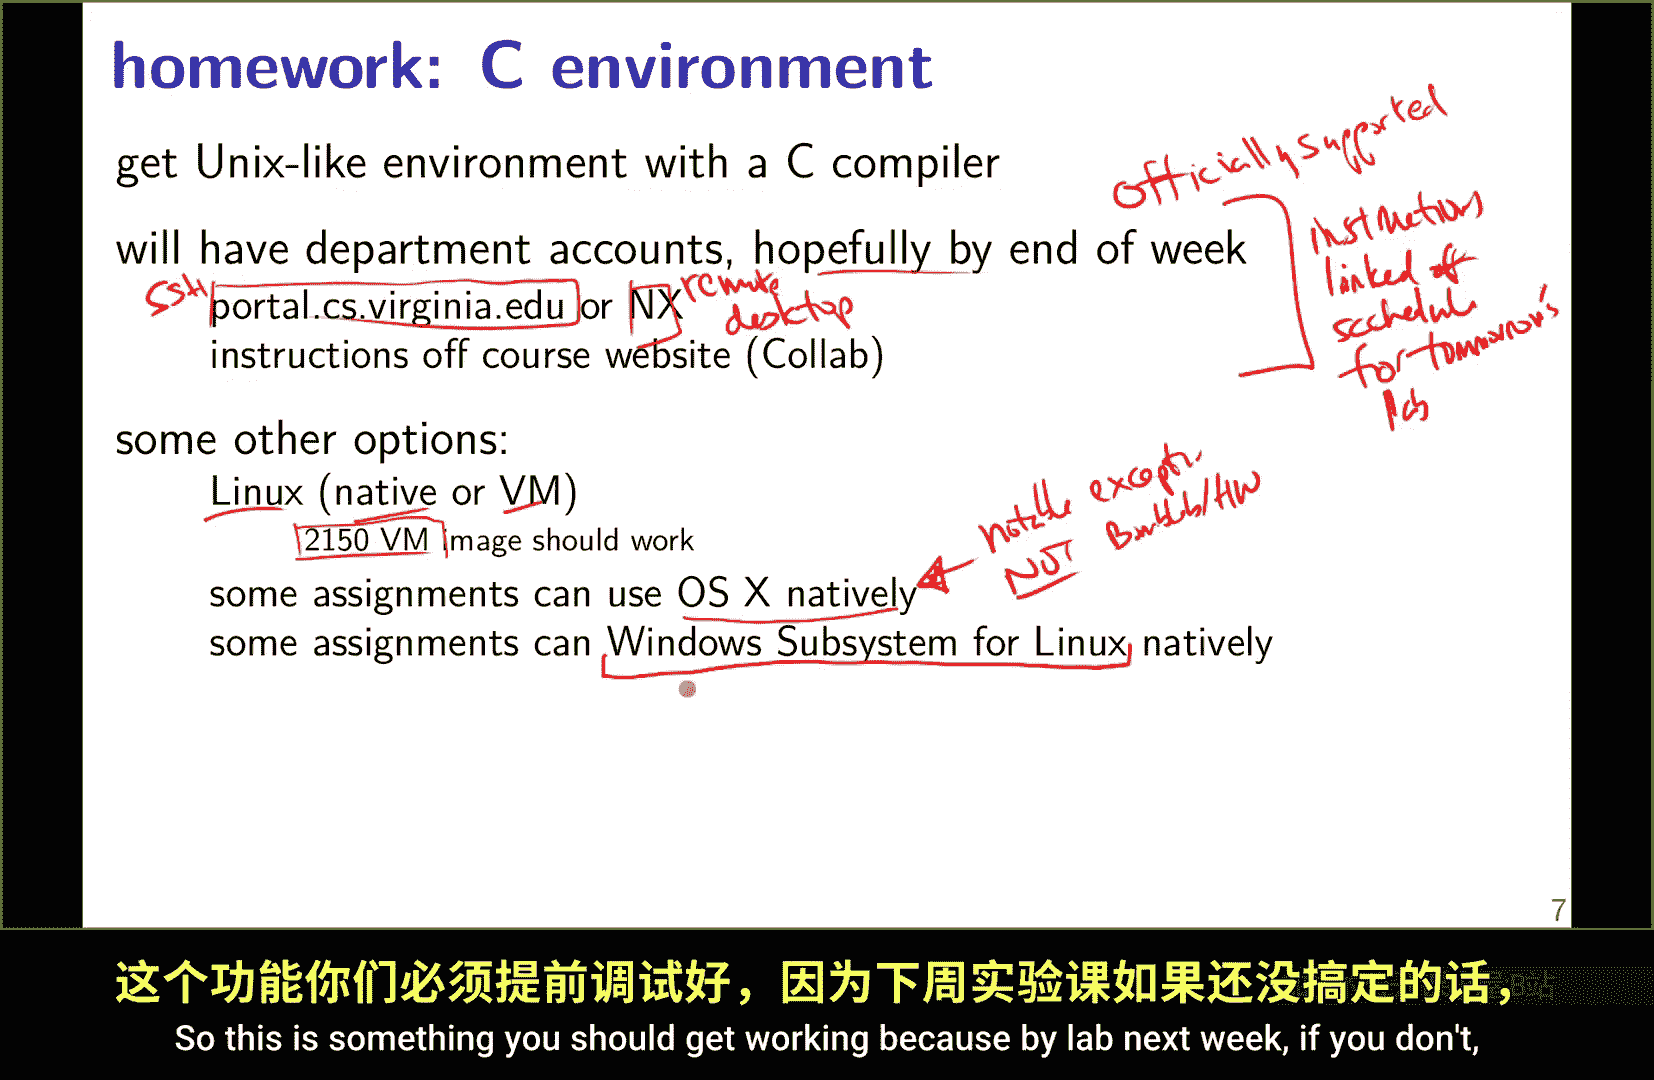 homework: C environment
get Unix-like environment with a C compiler
Officially supported
will have department accounts, hopefully by end of week
SSH portal.cs.virginia.edu or NX remote
desktop
instructions off course website (Collab)
instructions
linked off
schedule
for tommorow's
lab
some other options:
Linux (native or VM)
2150 VM image should work
notable except.
NOT Bomblab/HW
some assignments can use OS X natively
some assignments can Windows Subsystem for Linux natively
7
这个功能你们必须提前调试好，因为下周实验课如果还没搞定的话，
So this is something you should get working because by lab next week, if you don't,